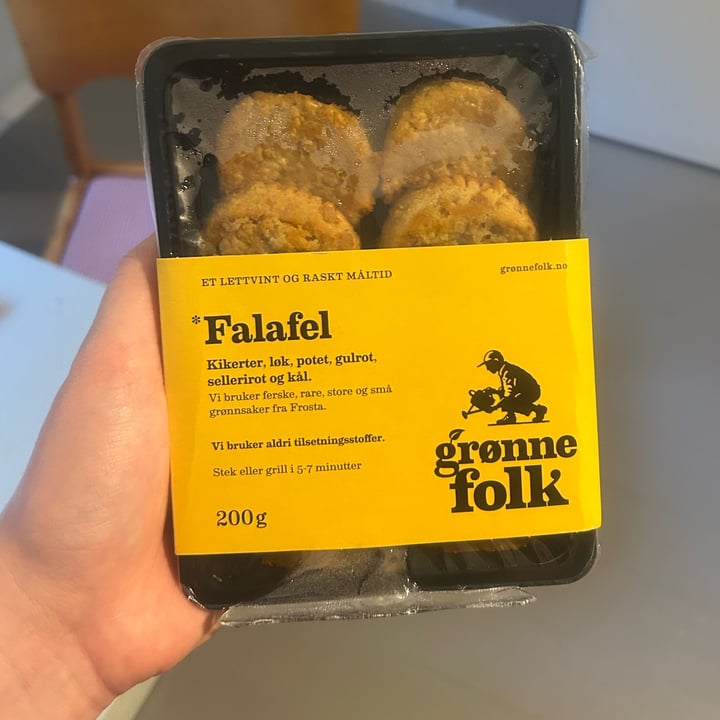 ET LETTVINT OG RASKT MÅLTID
grønnefolk.no
*Falafel
Kikerter, løk, potet, gulrot,
sellerirot og kål.
Vi bruker ferske, rare, store og små
grønnsaker fra Frosta.
Vi bruker aldri tilsetningsstoffer.
Stek eller grill i 5-7 minutter
200g
grønne
folk